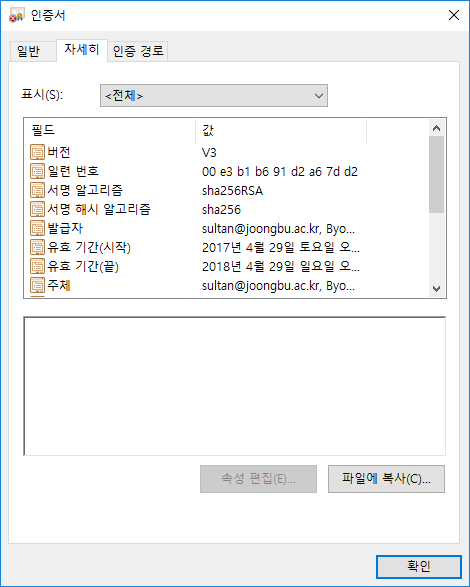 인증서
일반 자세히 인증 경로
표시(S): <전체>
필드 값
버전 V3
일련 번호 00 e3 b1 b6 91 d2 a6 7d d2
서명 알고리즘 sha256RSA
서명 해시 알고리즘 sha256
발급자 sultan@joongbu.ac.kr, Byo...
유효 기간(시작) 2017년 4월 29일 토요일 오...
유효 기간(끝) 2018년 4월 29일 일요일 오...
주체 sultan@joongbu.ac.kr, Byo...
속성 편집(E)... 파일에 복사(C)...
확인